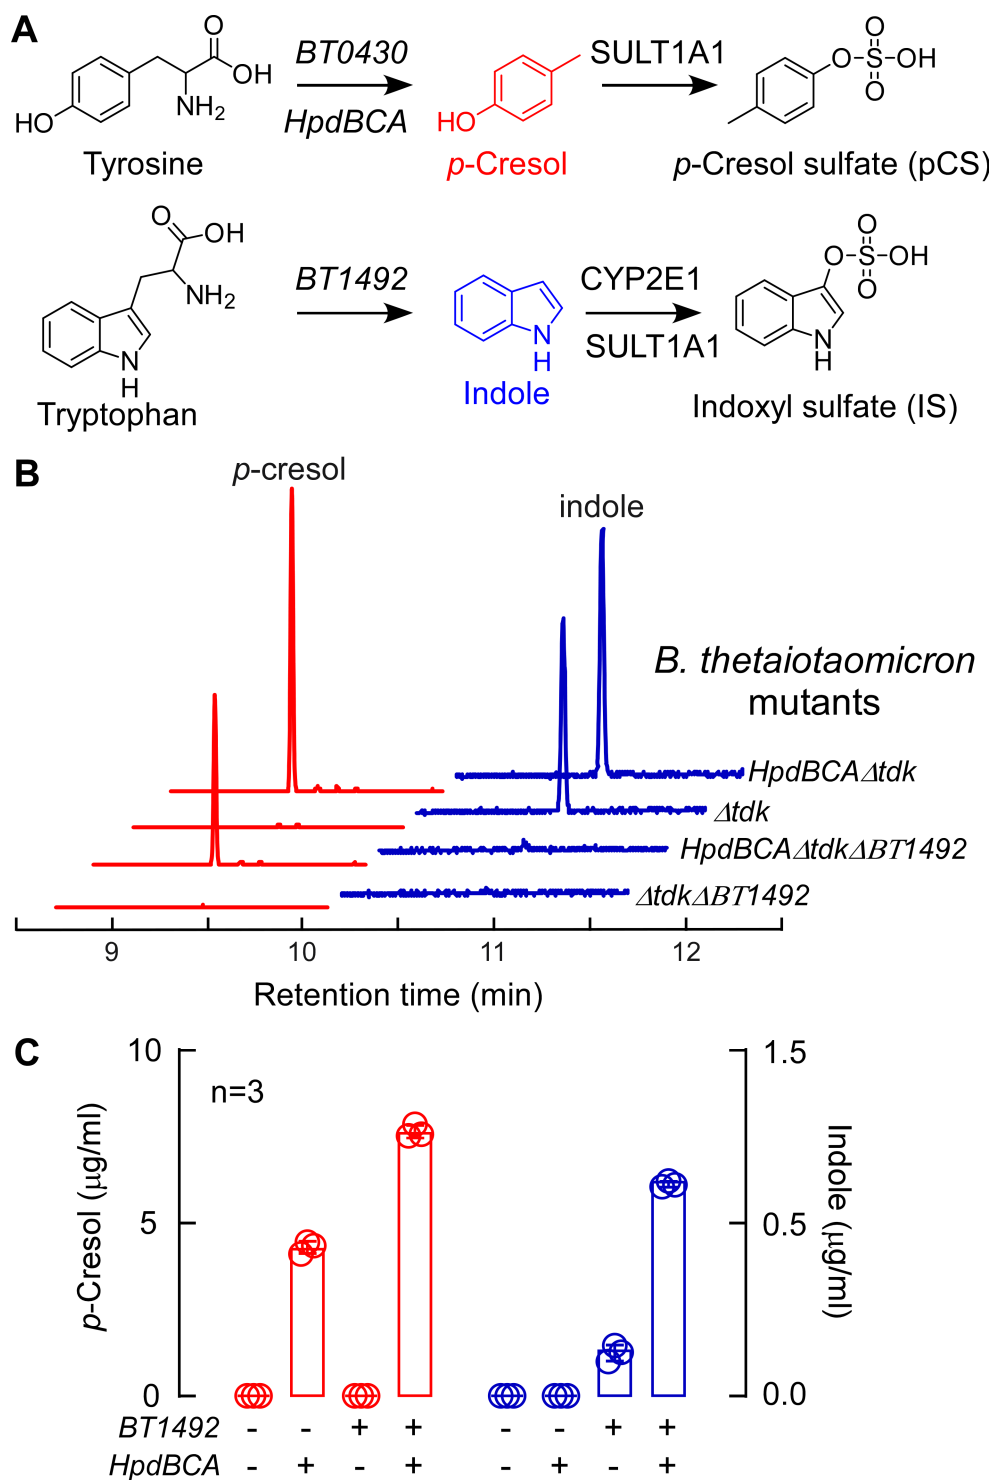 A
O
OH
NH2
HO
Tyrosine
BT0430
HpdBCA
HO
p-Cresol
SULT1A1
O
O
S
OH
O
p-Cresol sulfate (pCS)
O
OH
NH2
N
H
Tryptophan
BT1492
N
H
Indole
CYP2E1
SULT1A1
O
O
S
OH
O
N
H
Indoxyl sulfate (IS)
B
p-cresol
indole
B. thetaiotaomicron
mutants
HpdBCAΔtdk
Δtdk
HpdBCAΔtdkΔBT1492
ΔtdkΔBT1492
9 10 11 12
Retention time (min)
C
n=3
10
5
0
p-Cresol (μg/ml)
1.5
0.5
0.0
Indole (μg/ml)
BT1492 - - + + - - + +
HpdBCA - + - + - + - +